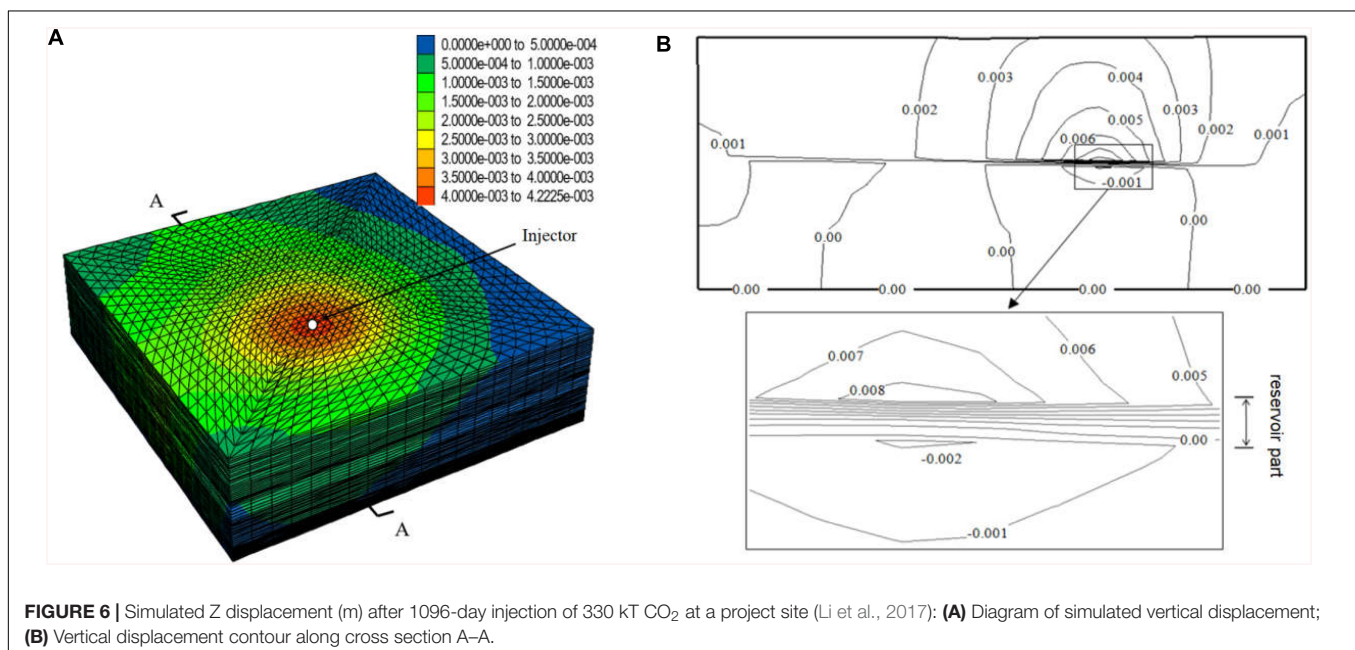 A
0.0000e+000 to 5.0000e-004
5.0000e-004 to 1.0000e-003
1.0000e-003 to 1.5000e-003
1.5000e-003 to 2.0000e-003
2.0000e-003 to 2.5000e-003
2.5000e-003 to 3.0000e-003
3.0000e-003 to 3.5000e-003
3.5000e-003 to 4.0000e-003
4.0000e-003 to 4.2225e-003
A
Injector
A
B
0.003
0.004
0.002
0.003
0.005
0.002
0.001
0.006
0.001
-0.001
0.00
0.00
0.00
0.00
0.00
0.00
0.00
0.00
0.007
0.006
0.008
0.005
reservoir part
0.00
-0.002
-0.001
FIGURE 6 | Simulated Z displacement (m) after 1096-day injection of 330 kT CO₂ at a project site (Li et al., 2017): (A) Diagram of simulated vertical displacement;
(B) Vertical displacement contour along cross section A–A.